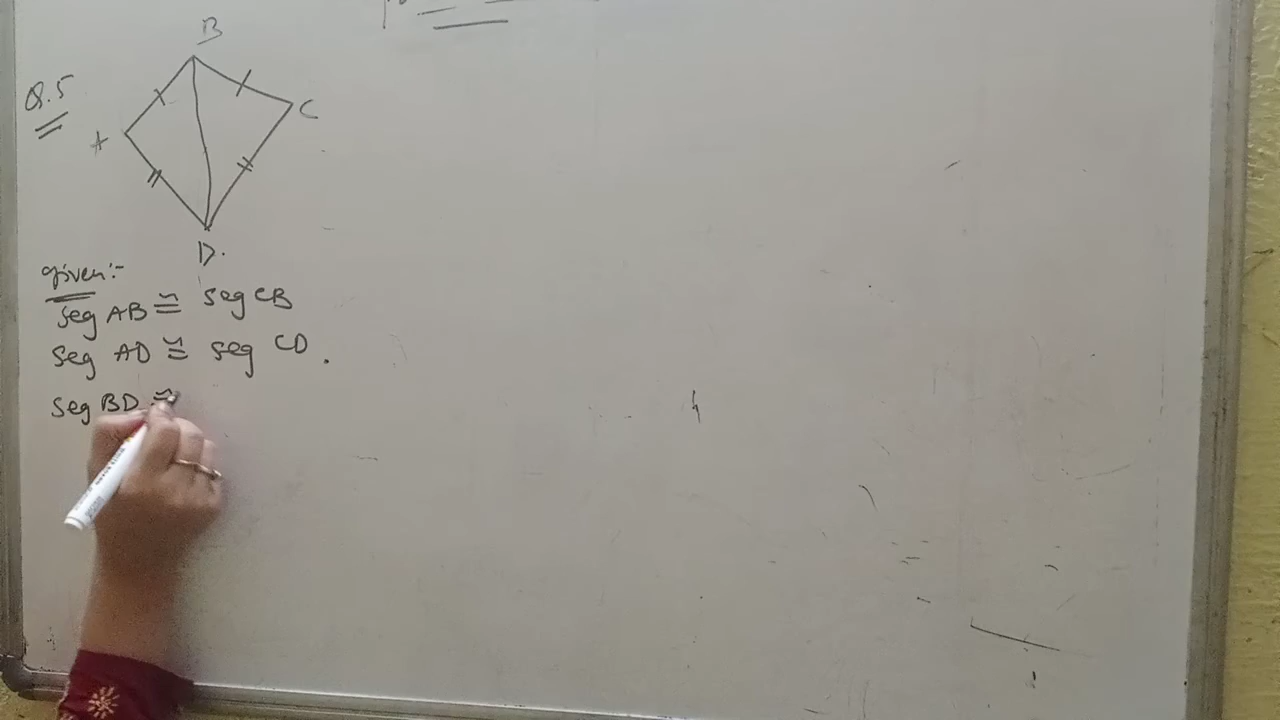 B
Q.5
A
C
D.
given:-
seg AB ≅ seg CB
seg AD ≅ seg CD.
seg BD ≅